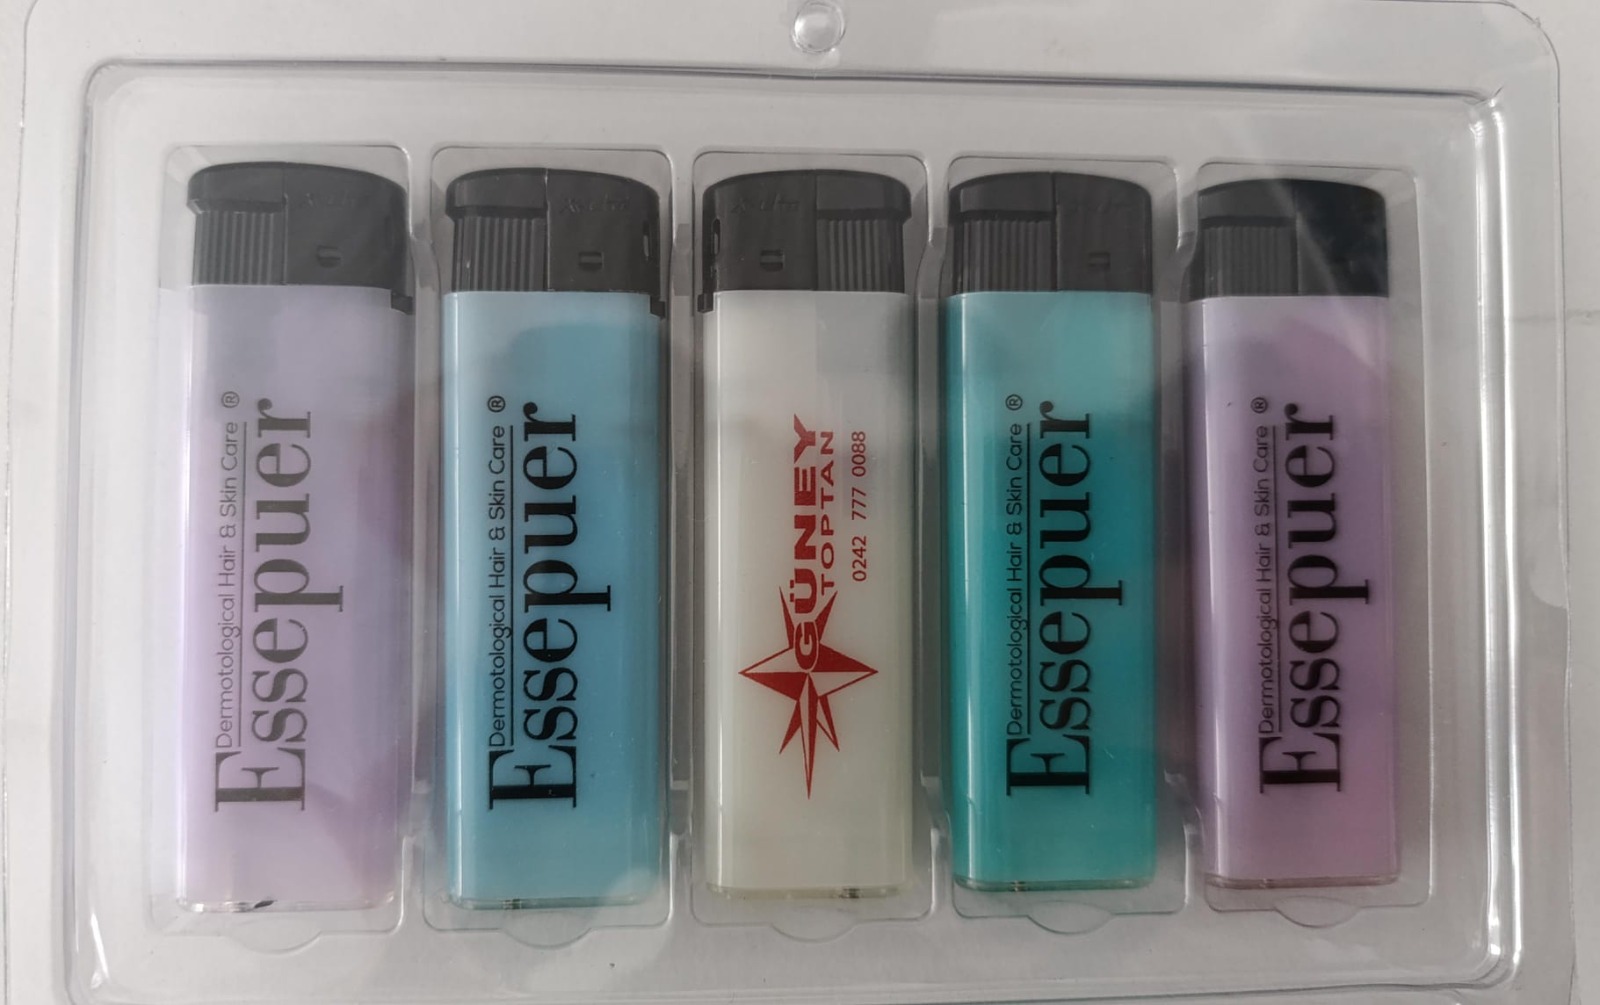 Dermotological Hair & Skin Care ®
Essepuer
Dermotological Hair & Skin Care ®
Essepuer
GÜNEY
TOPTAN
0242 777 0088
Dermotological Hair & Skin Care ®
Essepuer
Dermotological Hair & Skin Care ®
Essepuer